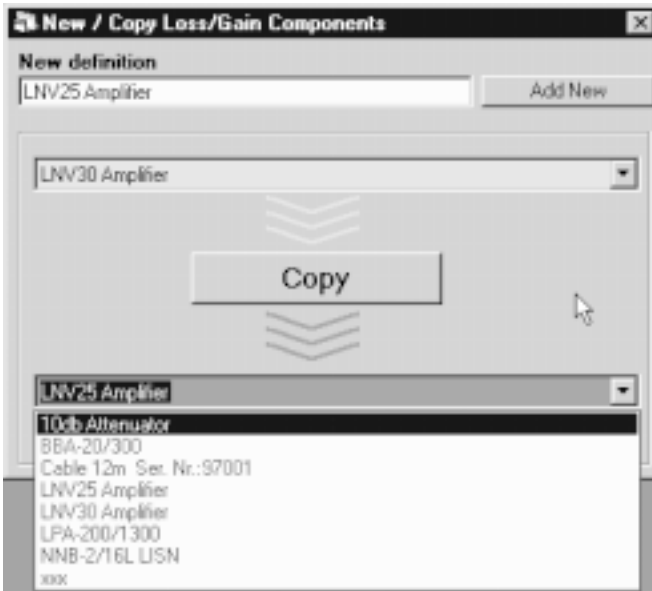 New / Copy Loss/Gain Components
New definition
LNV25 Amplifier
Add New
LNV30 Amplifier
Copy
LNV25 Amplifier
10db Attenuator
BBA-20/300
Cable 12m Ser. Nr.:97001
LNV25 Amplifier
LNV30 Amplifier
LPA-200/1300
NNB-2/16L LISN
xxx